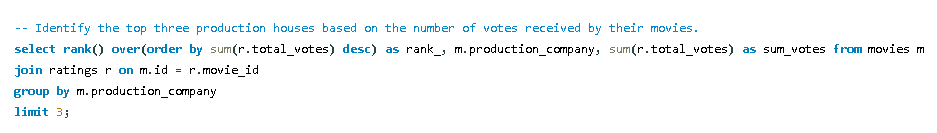 -- Identify the top three production houses based on the number of votes received by their movies.
select rank() over(order by sum(r.total_votes) desc) as rank_, m.production_company, sum(r.total_votes) as sum_votes from movies m
join ratings r on m.id = r.movie_id
group by m.production_company
limit 3;